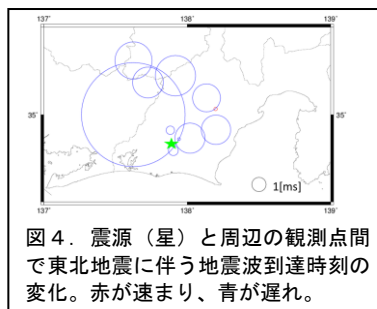 137° 138° 139°
35° 35°
1[ms]
137° 138° 139°
図４. 震源（星）と周辺の観測点間
で東北地震に伴う地震波到達時刻の
変化。赤が速まり、青が遅れ。